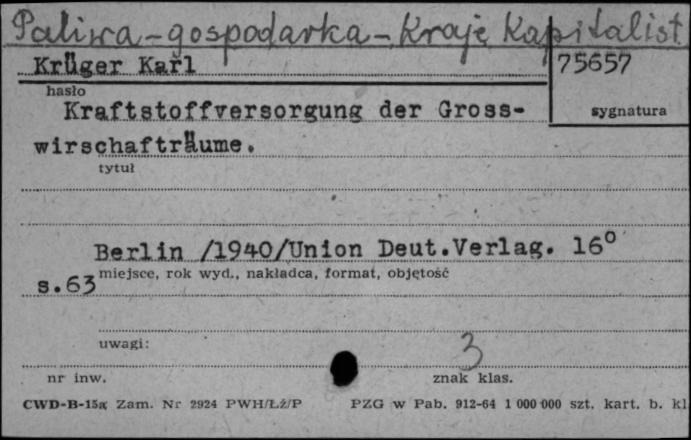 Paliwa - gospodarka - Kraje Kapitalist
Krüger Karl
75657
hasło
sygnatura
Kraftstoffversorgung der Gross-
wirschafträume.
tytuł
Berlin /1940/Union Deut.Verlag. 16°
s.63
miejsce, rok wyd., nakładca, format, objętość
uwagi:
3
nr inw.
znak klas.
CWD-B-15a Zam. Nr 2924 PWH/Łż/P
PZG w Pab. 912-64 1 000 000 szt. kart. b. kl